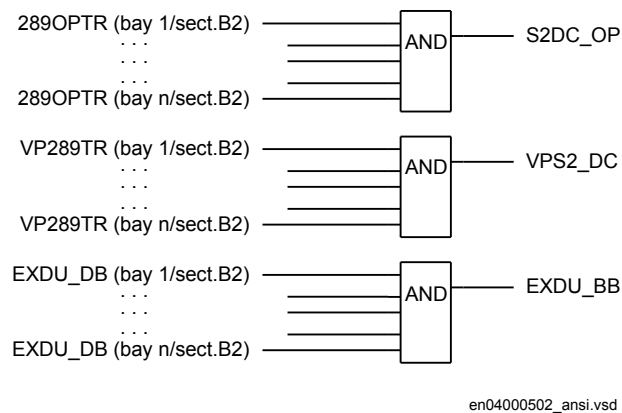 289OPTR (bay 1/sect.B2)
. . .
. . .
. . .
289OPTR (bay n/sect.B2)
AND
S2DC_OP
VP289TR (bay 1/sect.B2)
. . .
. . .
. . .
VP289TR (bay n/sect.B2)
AND
VPS2_DC
EXDU_DB (bay 1/sect.B2)
. . .
. . .
. . .
EXDU_DB (bay n/sect.B2)
AND
EXDU_BB
en04000502_ansi.vsd